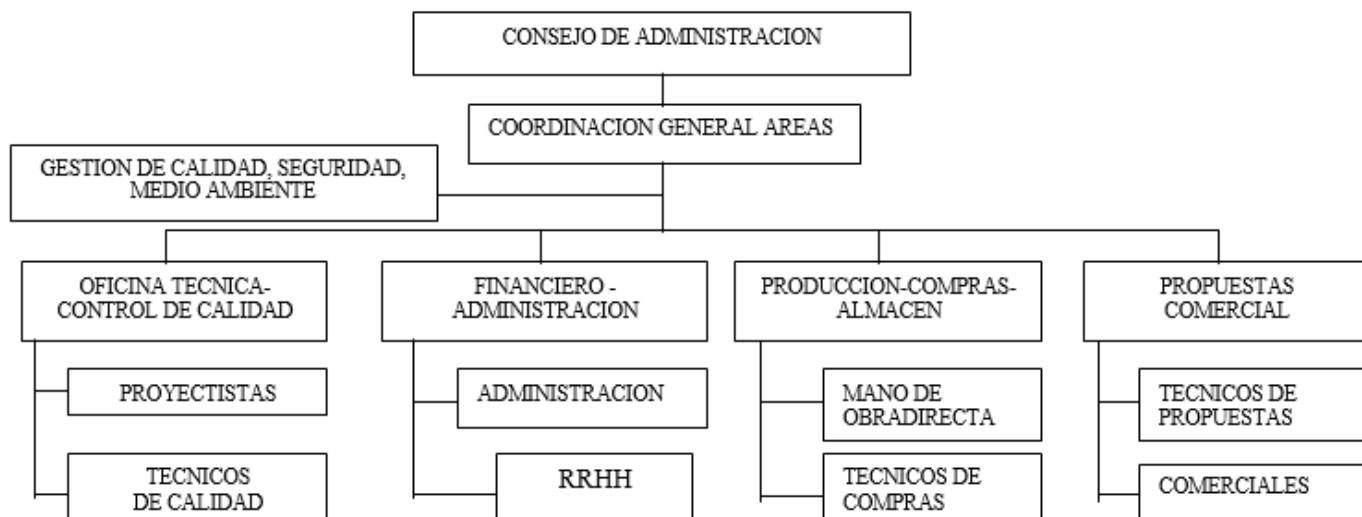 CONSEJO DE ADMINISTRACION
COORDINACION GENERAL AREAS
GESTION DE CALIDAD, SEGURIDAD,
MEDIO AMBIENTE
OFICINA TECNICA-
CONTROL DE CALIDAD
FINANCIERO -
ADMINISTRACION
PRODUCCION-COMPRAS-
ALMACEN
PROPUESTAS
COMERCIAL
PROYECTISTAS
ADMINISTRACION
MANO DE
OBRADIRECTA
TECNICOS DE
PROPUESTAS
TECNICOS
DE CALIDAD
RRHH
TECNICOS DE
COMPRAS
COMERCIALES